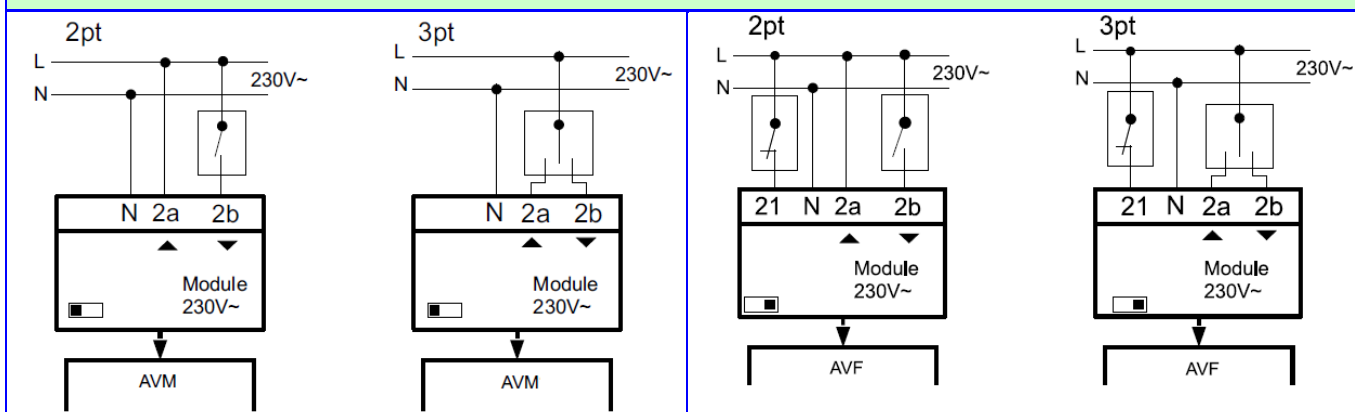 2pt
L
230V~
N
N 2a 2b
Module
230V~
AVM
3pt
L
230V~
N
N 2a 2b
Module
230V~
AVM
2pt
L
230V~
N
21 N 2a 2b
Module
230V~
AVF
3pt
L
230V~
N
21 N 2a 2b
Module
230V~
AVF